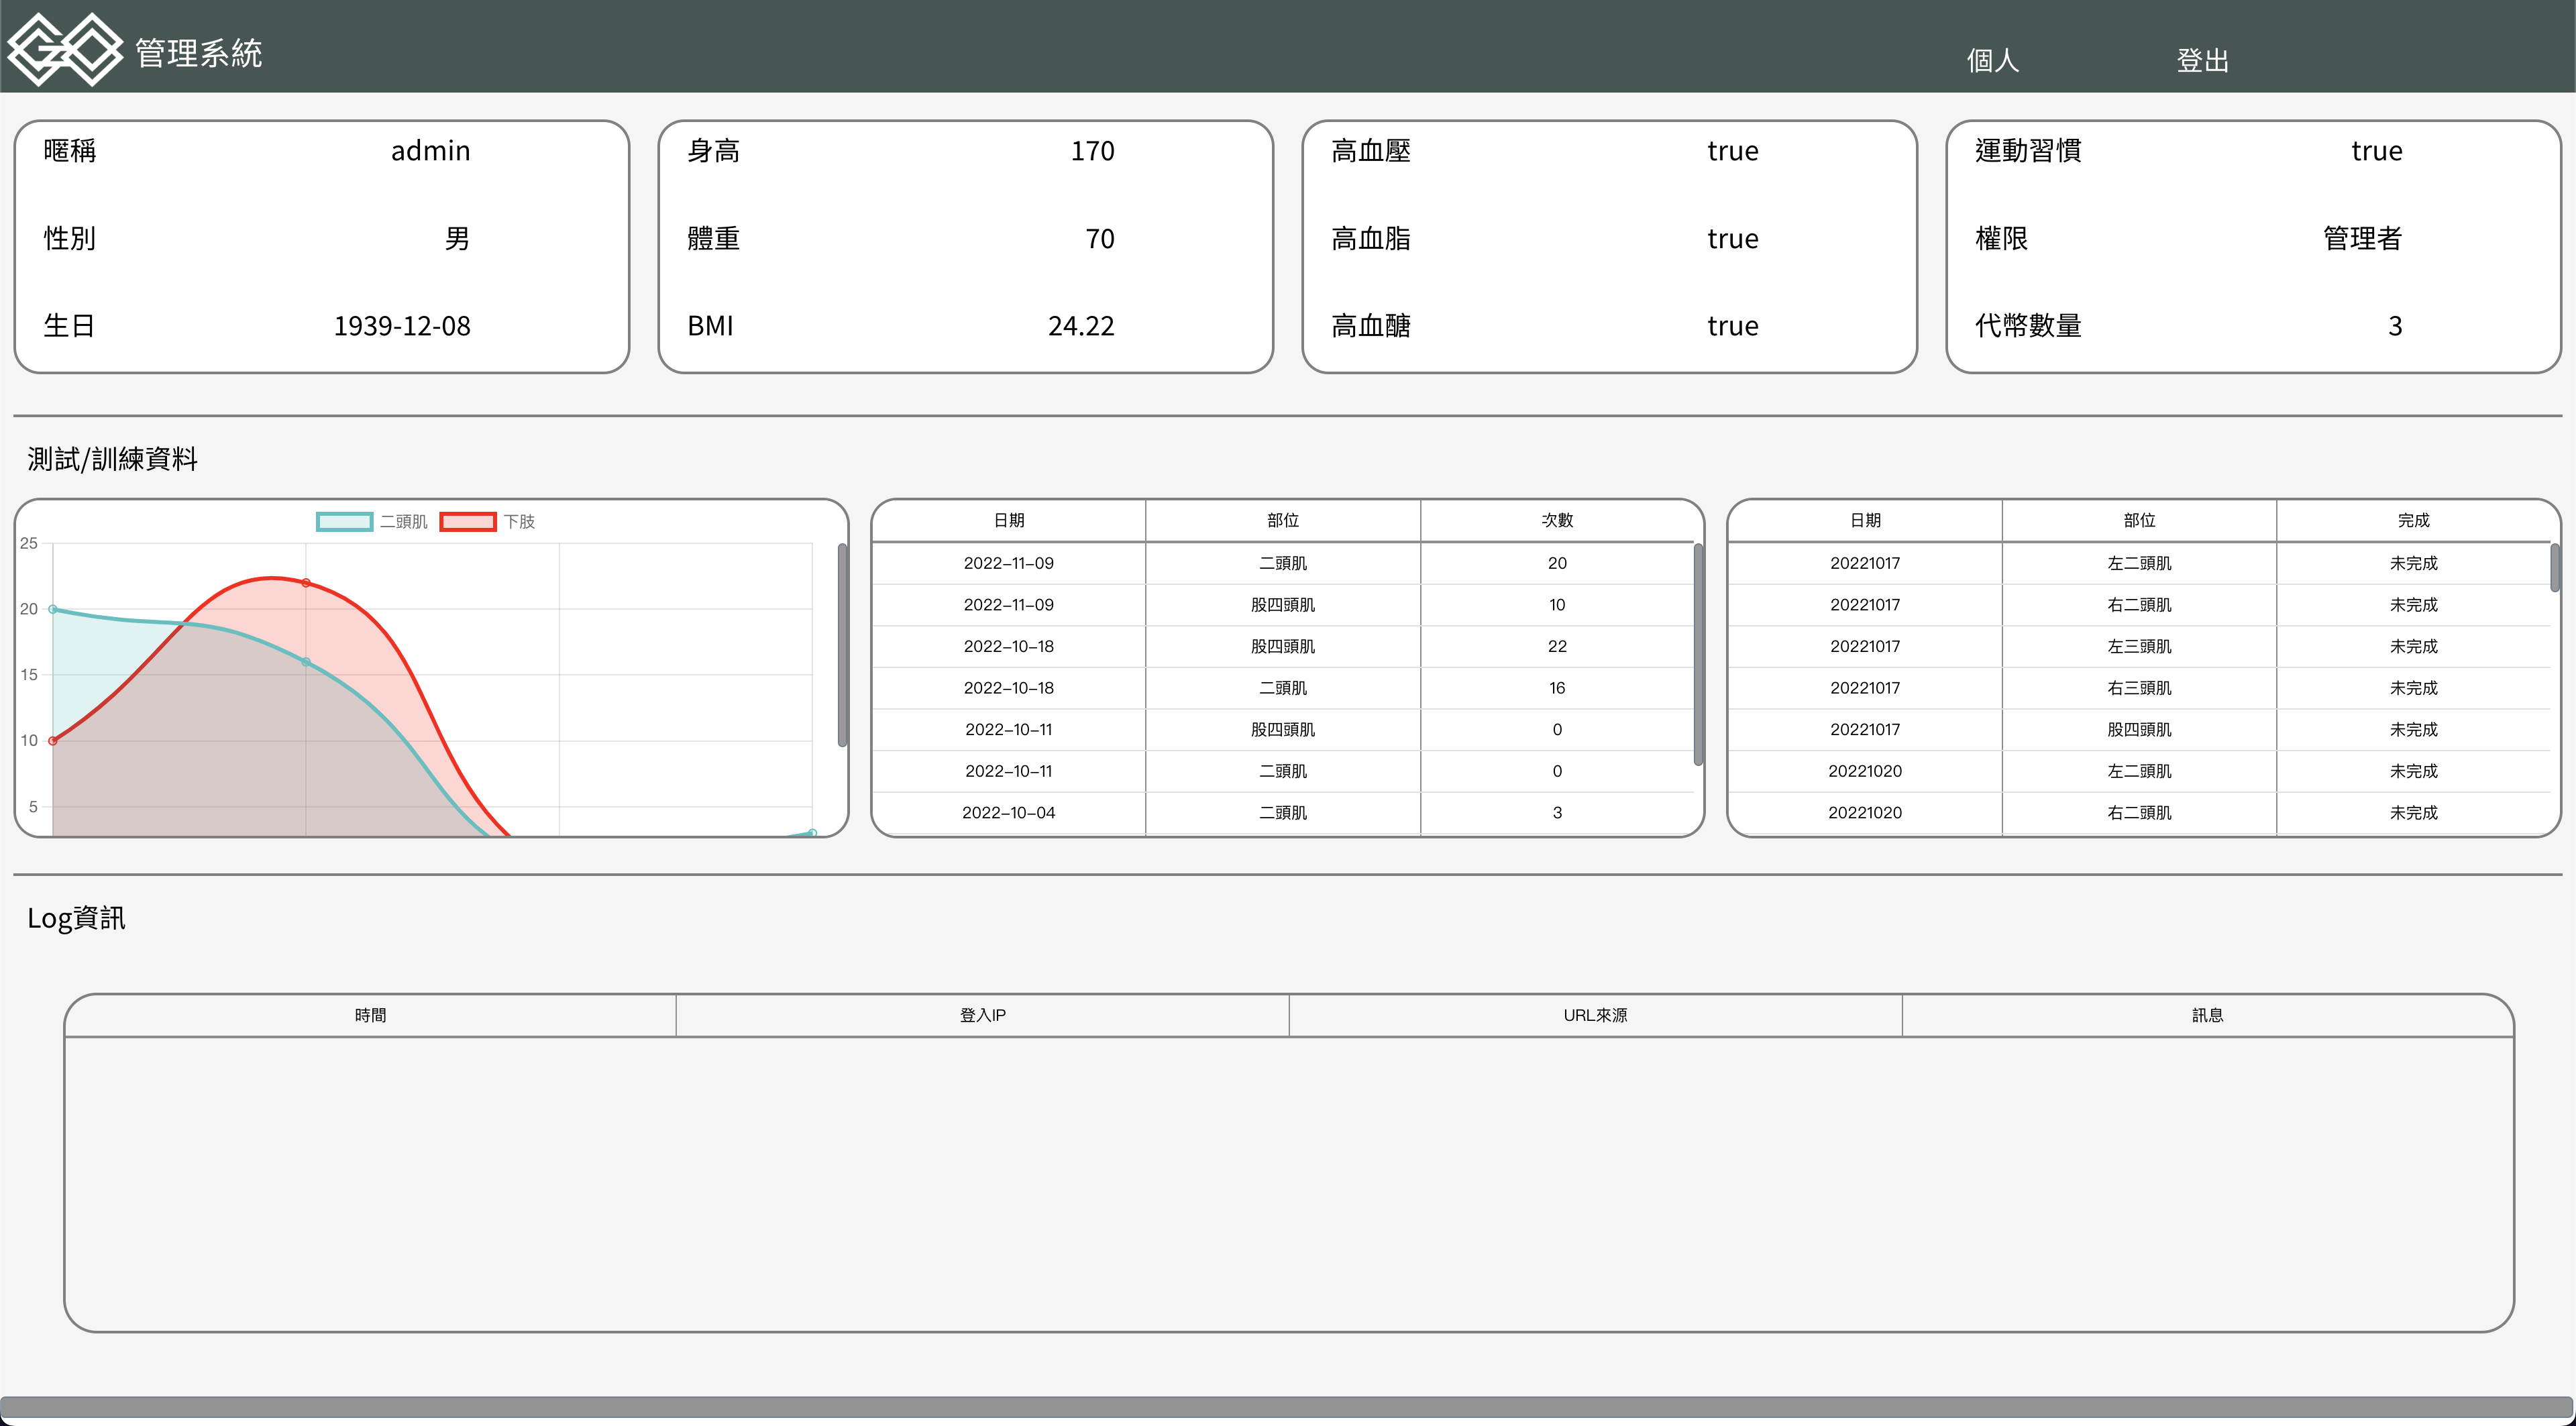 GO 管理系統 個人 登出
暱稱 admin
性別 男
生日 1939-12-08
身高 170
體重 70
BMI 24.22
高血壓 true
高血脂 true
高血醣 true
運動習慣 true
權限 管理者
代幣數量 3
測試/訓練資料
二頭肌 下肢
25
20
15
10
5
日期 部位 次數
2022-11-09 二頭肌 20
2022-11-09 股四頭肌 10
2022-10-18 股四頭肌 22
2022-10-18 二頭肌 16
2022-10-11 股四頭肌 0
2022-10-11 二頭肌 0
2022-10-04 二頭肌 3
日期 部位 完成
20221017 左二頭肌 未完成
20221017 右二頭肌 未完成
20221017 左三頭肌 未完成
20221017 右三頭肌 未完成
20221017 股四頭肌 未完成
20221020 左二頭肌 未完成
20221020 右二頭肌 未完成
Log資訊
時間 登入IP URL來源 訊息